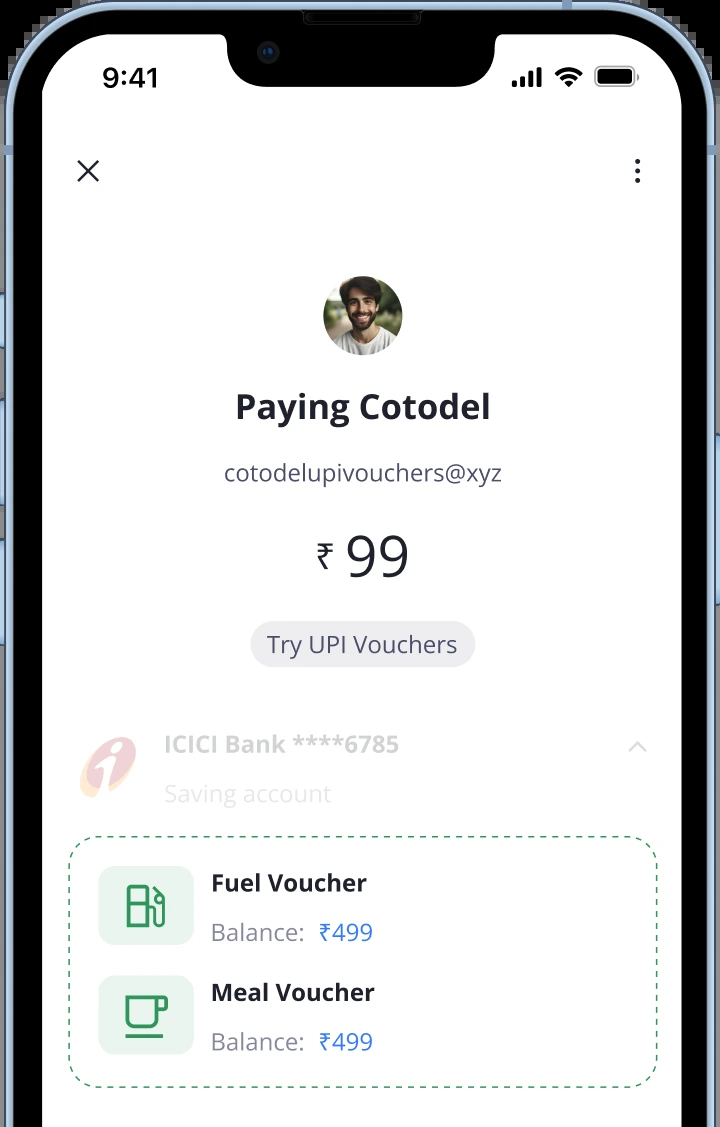 9:41
Paying Cotodel
cotodelupivouchers@xyz
₹ 99
Try UPI Vouchers
ICICI Bank ****6785
Saving account
Fuel Voucher
Balance: ₹499
Meal Voucher
Balance: ₹499